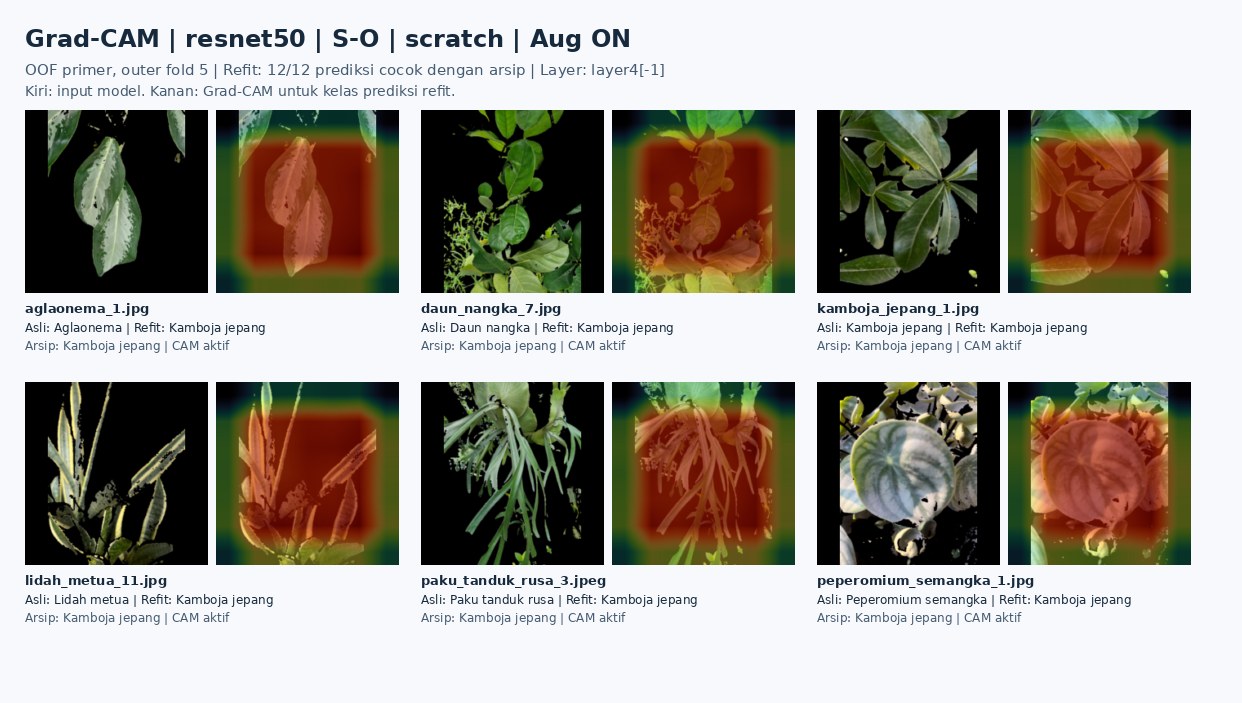 Grad-CAM | resnet50 | S-O | scratch | Aug ON
OOF primer, outer fold 5 | Refit: 12/12 prediksi cocok dengan arsip | Layer: layer4[-1]
Kiri: input model. Kanan: Grad-CAM untuk kelas prediksi refit.
aglaonema_1.jpg
Asli: Aglaonema | Refit: Kamboja jepang
Arsip: Kamboja jepang | CAM aktif
daun_nangka_7.jpg
Asli: Daun nangka | Refit: Kamboja jepang
Arsip: Kamboja jepang | CAM aktif
kamboja_jepang_1.jpg
Asli: Kamboja jepang | Refit: Kamboja jepang
Arsip: Kamboja jepang | CAM aktif
lidah_metua_11.jpg
Asli: Lidah metua | Refit: Kamboja jepang
Arsip: Kamboja jepang | CAM aktif
paku_tanduk_rusa_3.jpeg
Asli: Paku tanduk rusa | Refit: Kamboja jepang
Arsip: Kamboja jepang | CAM aktif
peperomium_semangka_1.jpg
Asli: Peperomium semangka | Refit: Kamboja jepang
Arsip: Kamboja jepang | CAM aktif